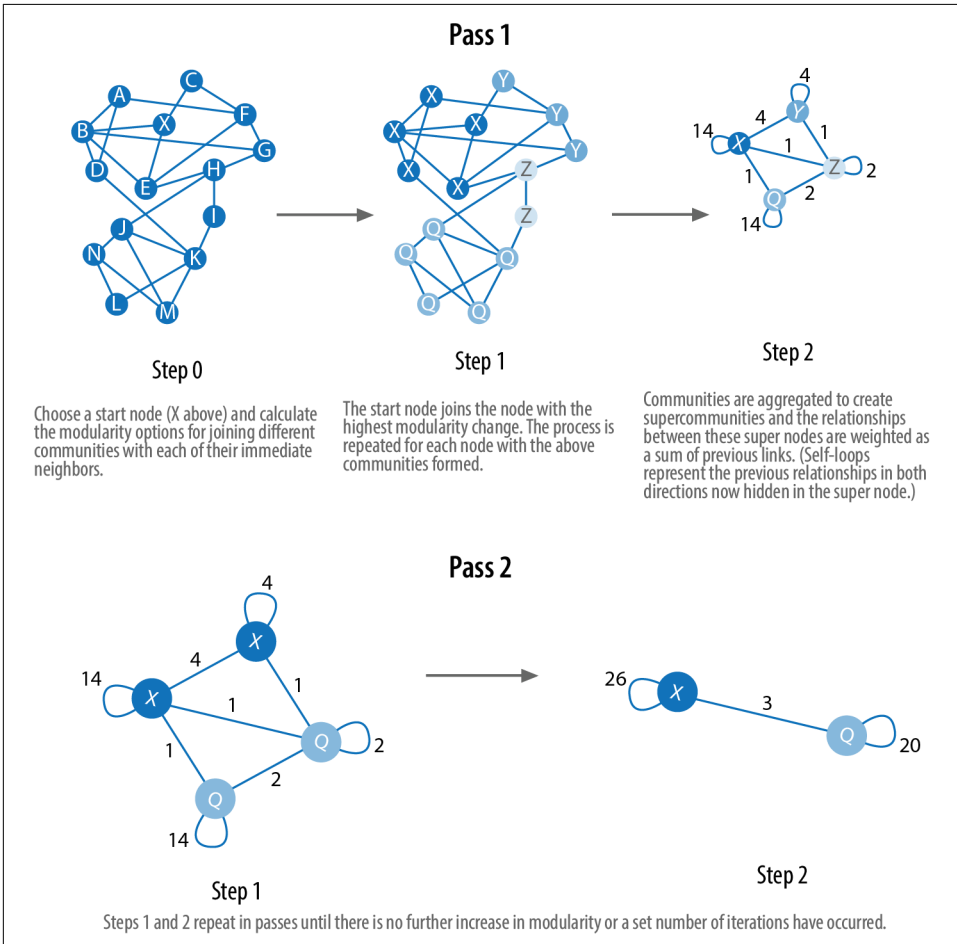 Pass 1
C
A
F
B
X
G
D
H
E
I
J
N
K
L
M
Step 0
Choose a start node (X above) and calculate
the modularity options for joining different
communities with each of their immediate
neighbors.
Y
X
Y
X
X
Y
X
Z
X
Z
Q
Q
Q
Q
Q
Step 1
The start node joins the node with the
highest modularity change. The process is
repeated for each node with the above
communities formed.
4
Y
4
1
14
X
1
Z
2
1
2
Q
14
Step 2
Communities are aggregated to create
supercommunities and the relationships
between these super nodes are weighted as
a sum of previous links. (Self-loops
represent the previous relationships in both
directions now hidden in the super node.)
Pass 2
4
X
4
14
1
X
1
Q
2
1
2
Q
14
Step 1
26
X
3
Q
20
Step 2
Steps 1 and 2 repeat in passes until there is no further increase in modularity or a set number of iterations have occurred.